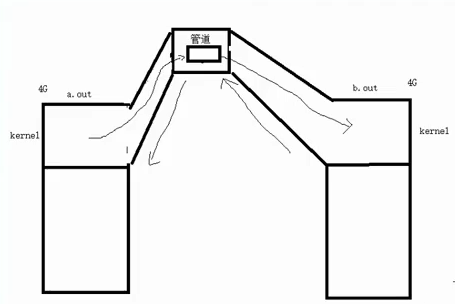 管道
4G
a.out
b.out
4G
kernel
kernel